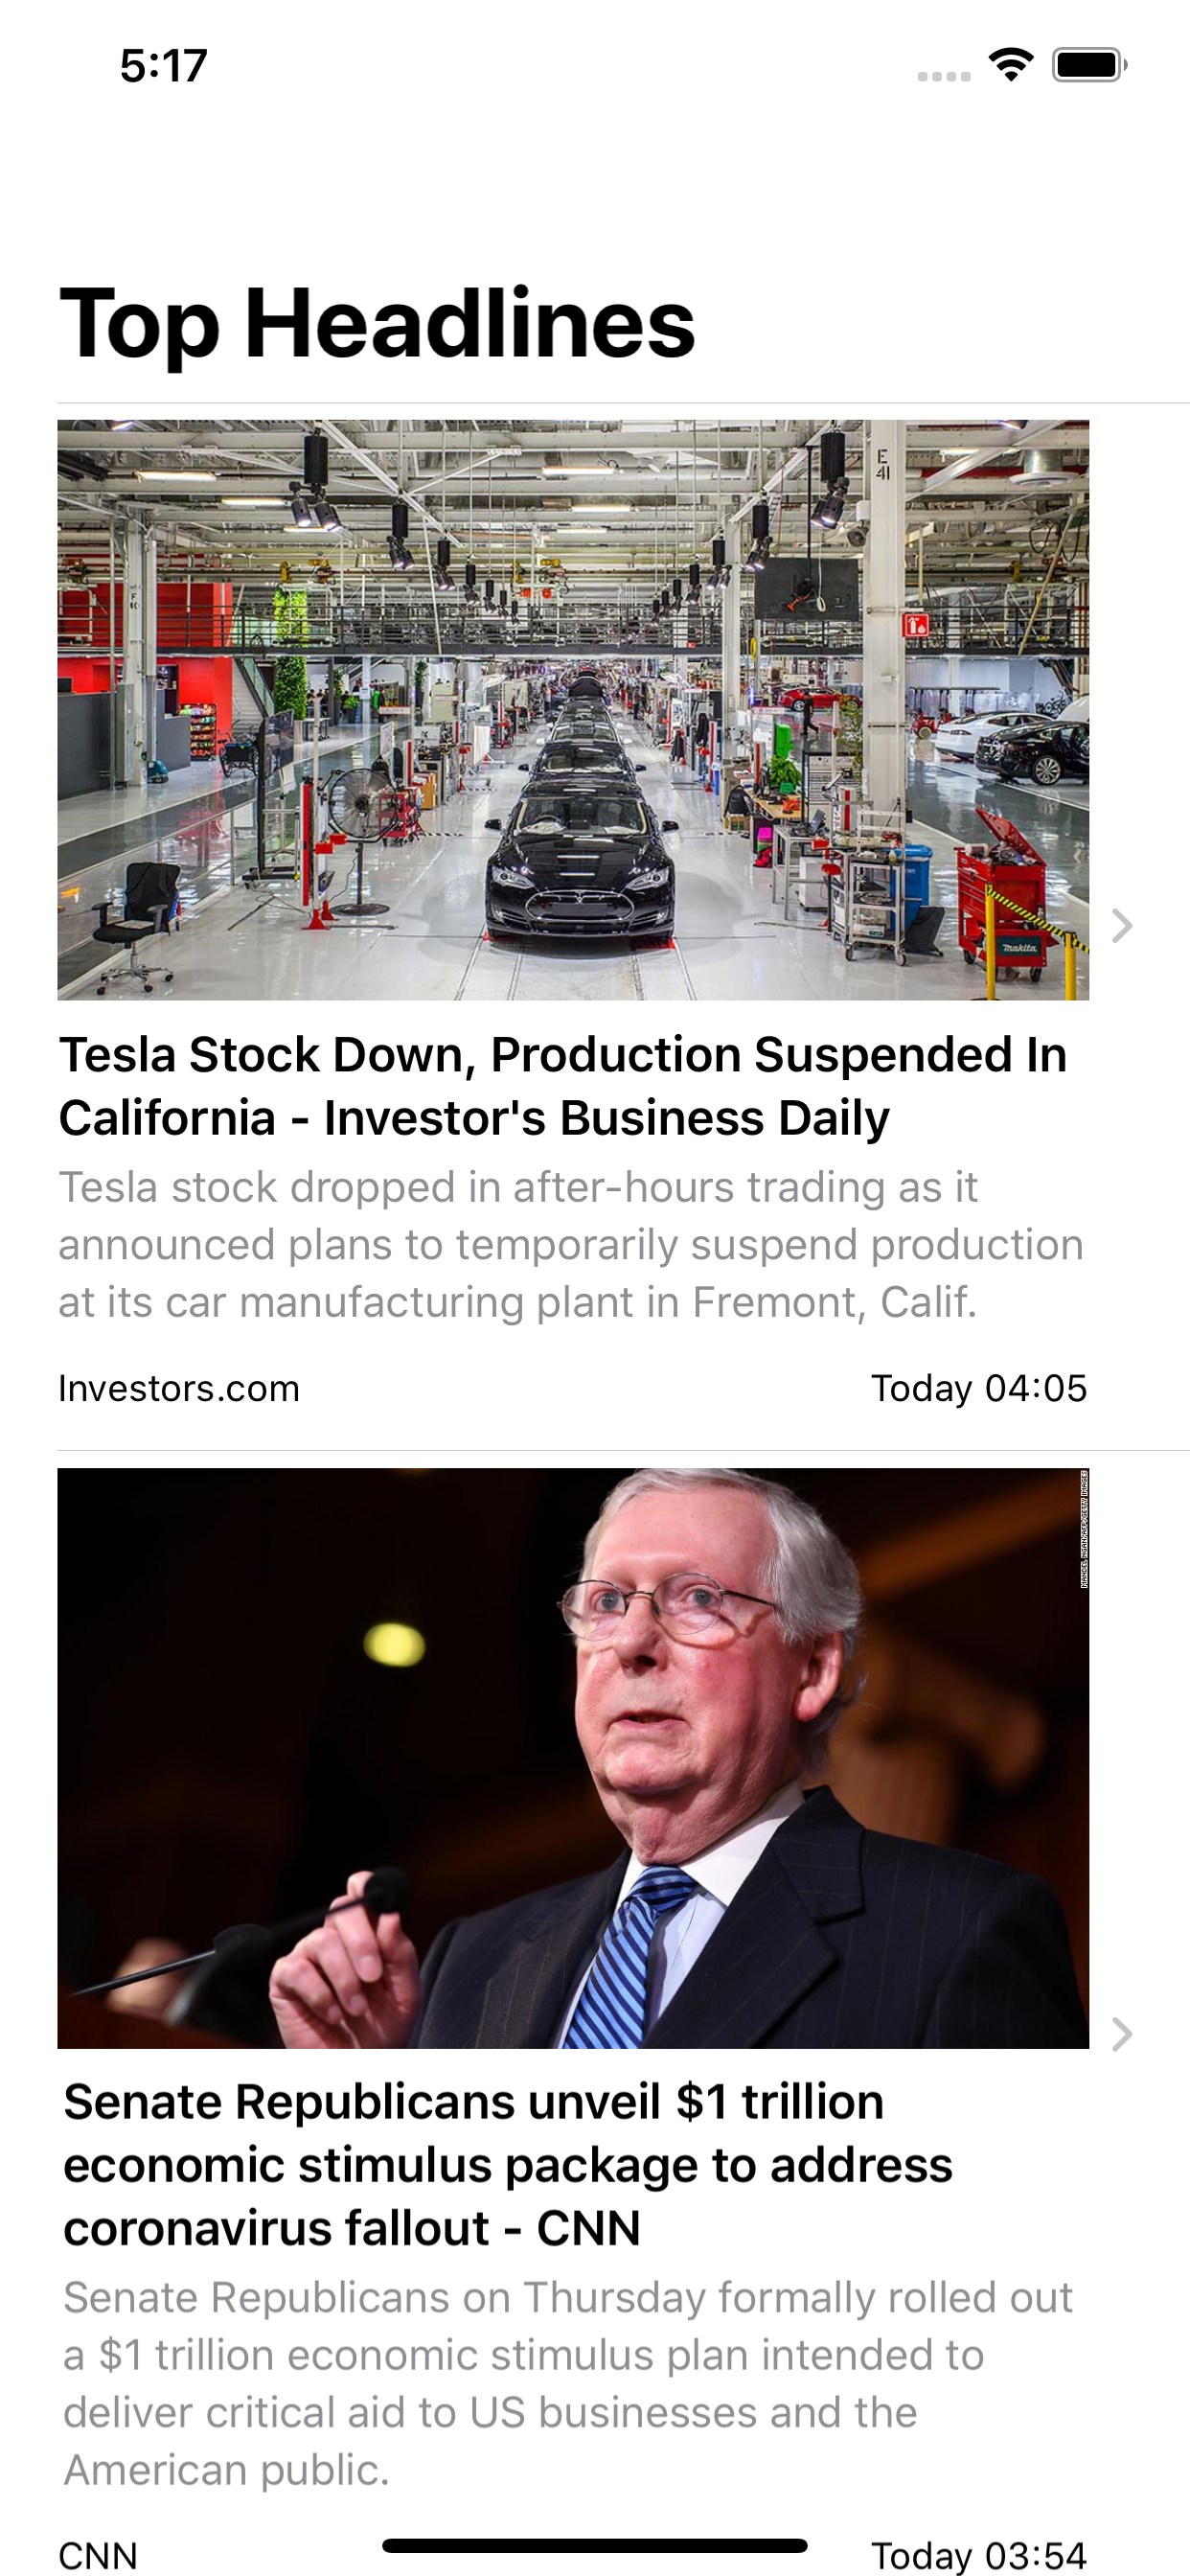 5:17
Top Headlines
E
41
makita
Tesla Stock Down, Production Suspended In
California - Investor's Business Daily
Tesla stock dropped in after-hours trading as it
announced plans to temporarily suspend production
at its car manufacturing plant in Fremont, Calif.
Investors.com
Today 04:05
Senate Republicans unveil $1 trillion
economic stimulus package to address
coronavirus fallout - CNN
Senate Republicans on Thursday formally rolled out
a $1 trillion economic stimulus plan intended to
deliver critical aid to US businesses and the
American public.
CNN
Today 03:54